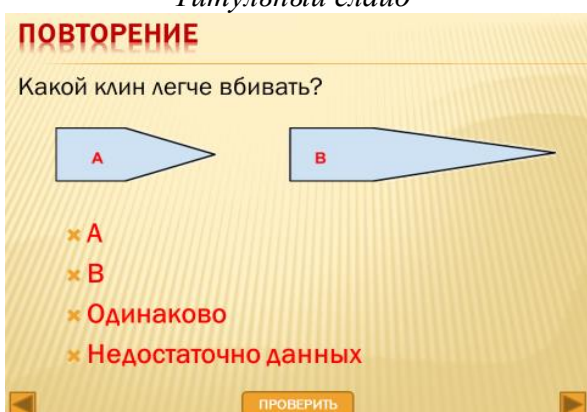 Титульный слайд
ПОВТОРЕНИЕ
Какой клин легче вбивать?
А
В
А
В
Одинаково
Недостаточно данных
ПРОВЕРИТЬ